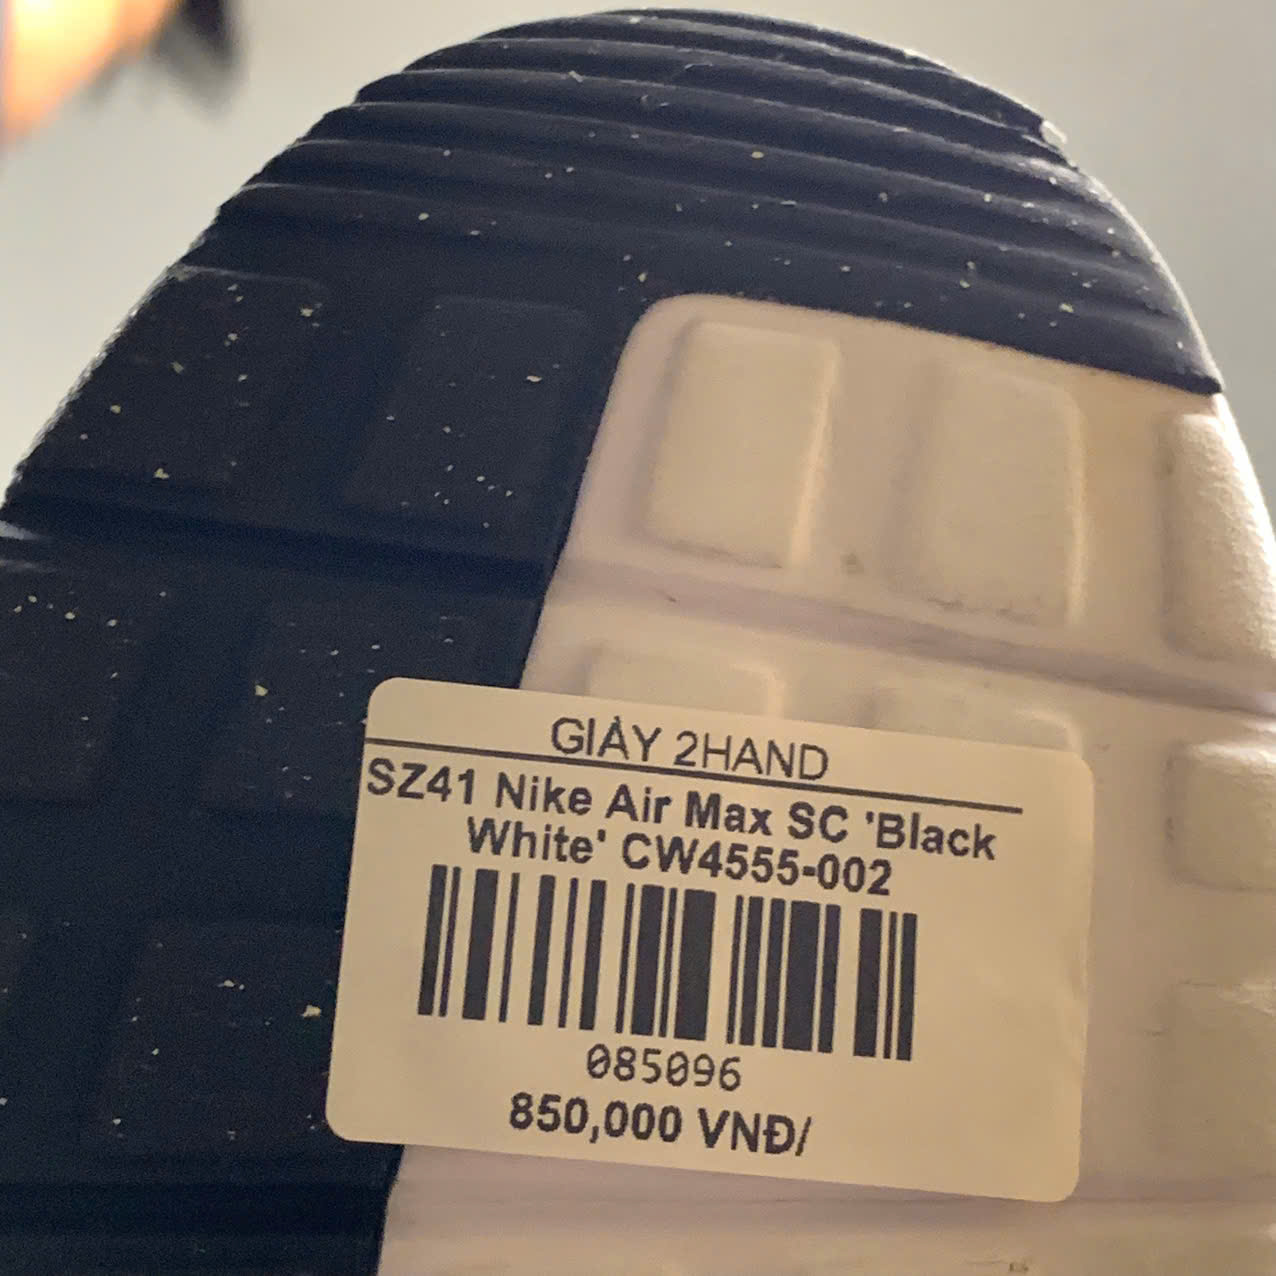 GIÀY 2HAND
SZ41 Nike Air Max SC 'Black
White' CW4555-002
085096
850,000 VNĐ/